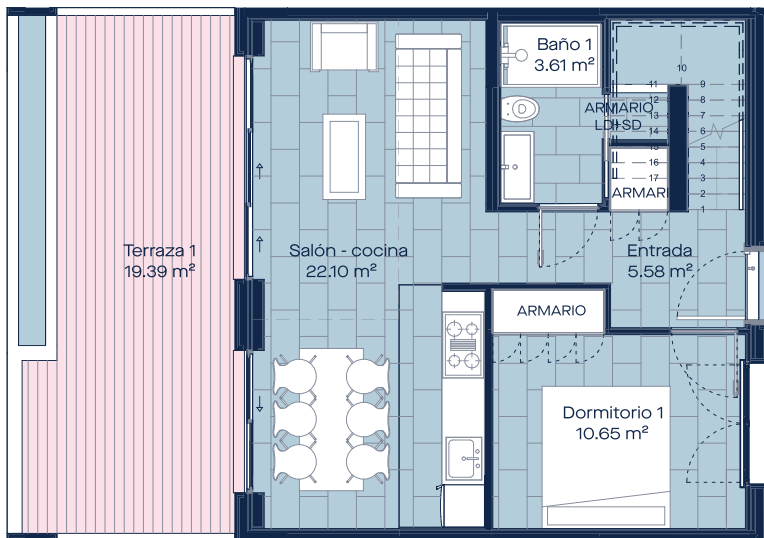 Baño 1
3.61 m²
10
11
9
ARMARIO
12
8
13
7
LD+SD
14
6
15
5
16
4
17
3
ARMARI
2
1
Terraza 1
19.39 m²
Salón - cocina
22.10 m²
Entrada
5.58 m²
ARMARIO
Dormitorio 1
10.65 m²